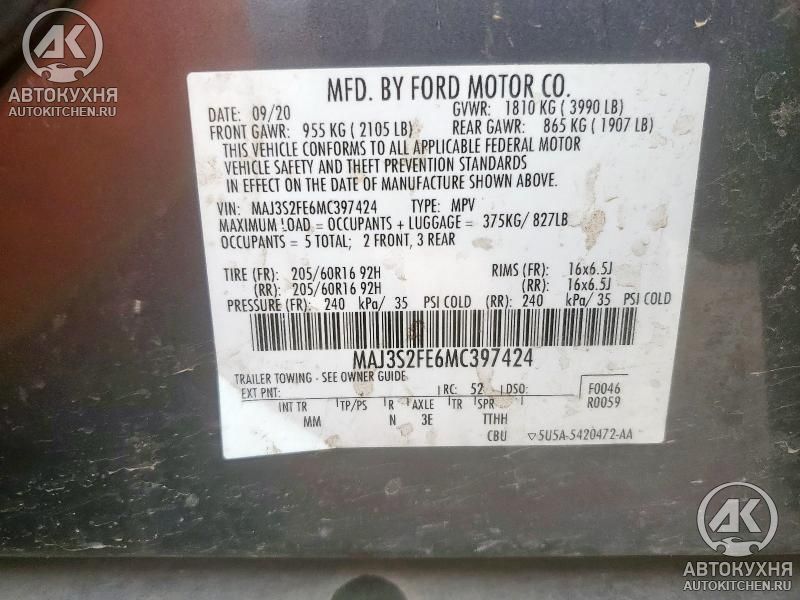 AK
АВТОКУХНЯ
AUTOKITCHEN.RU
MFD. BY FORD MOTOR CO.
DATE: 09/20 GVWR: 1810 KG ( 3990 LB)
FRONT GAWR: 955 KG ( 2105 LB) REAR GAWR: 865 KG ( 1907 LB)
THIS VEHICLE CONFORMS TO ALL APPLICABLE FEDERAL MOTOR
VEHICLE SAFETY AND THEFT PREVENTION STANDARDS
IN EFFECT ON THE DATE OF MANUFACTURE SHOWN ABOVE.
VIN: MAJ3S2FE6MC397424 TYPE: MPV
MAXIMUM LOAD = OCCUPANTS + LUGGAGE = 375KG/ 827LB
OCCUPANTS = 5 TOTAL; 2 FRONT, 3 REAR
TIRE (FR): 205/60R16 92H RIMS (FR): 16x6.5J
(RR): 205/60R16 92H (RR): 16x6.5J
PRESSURE (FR): 240 kPa/ 35 PSI COLD (RR): 240 kPa/ 35 PSI COLD
MAJ3S2FE6MC397424
TRAILER TOWING - SEE OWNER GUIDE
EXT PNT: RC: 52 DSO: F0046
INT TR TP/PS R AXLE TR SPR R0059
MM N 3E TTHH
CBU ▽5U5A-5420472-AA
AK
АВТОКУХНЯ
AUTOKITCHEN.RU